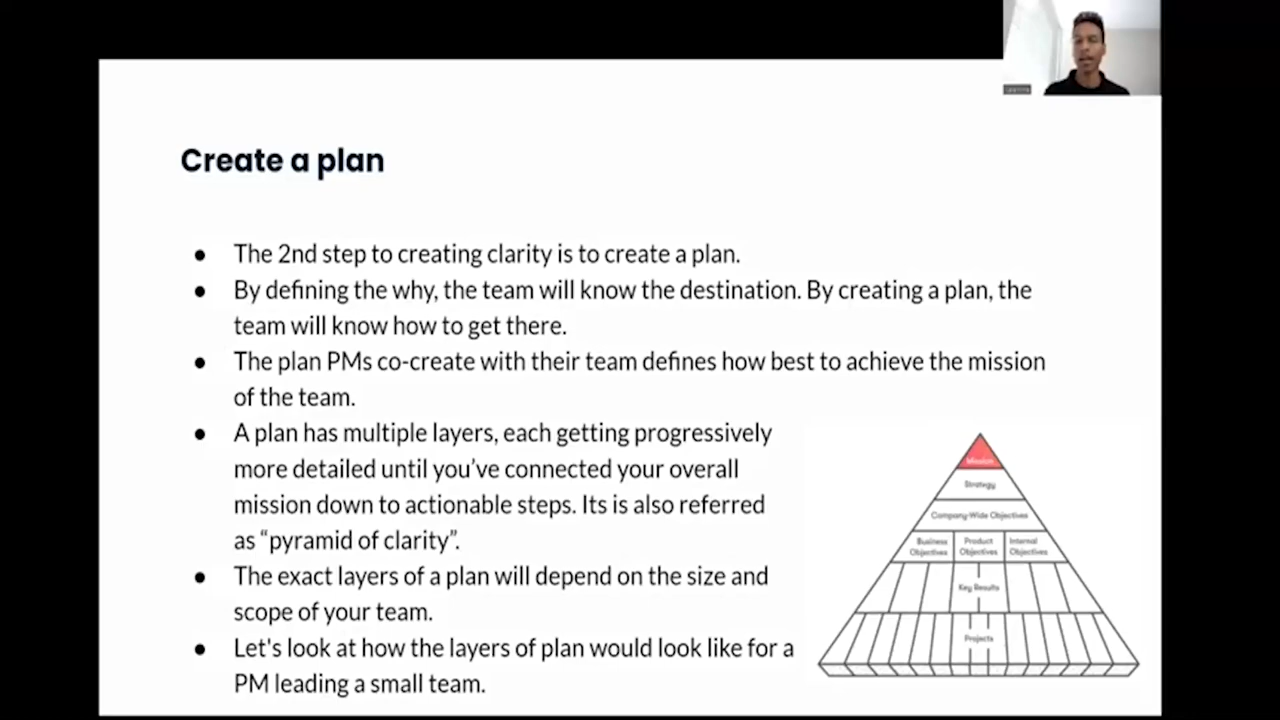 Create a plan
● The 2nd step to creating clarity is to create a plan.
● By defining the why, the team will know the destination. By creating a plan, the
team will know how to get there.
● The plan PMs co-create with their team defines how best to achieve the mission
of the team.
● A plan has multiple layers, each getting progressively
more detailed until you’ve connected your overall
mission down to actionable steps. Its is also referred
as “pyramid of clarity”.
● The exact layers of a plan will depend on the size and
scope of your team.
● Let's look at how the layers of plan would look like for a
PM leading a small team.
Mission
Strategy
Company-Wide Objectives
Business Objectives
Product Objectives
Internal Objectives
Key Results
Projects